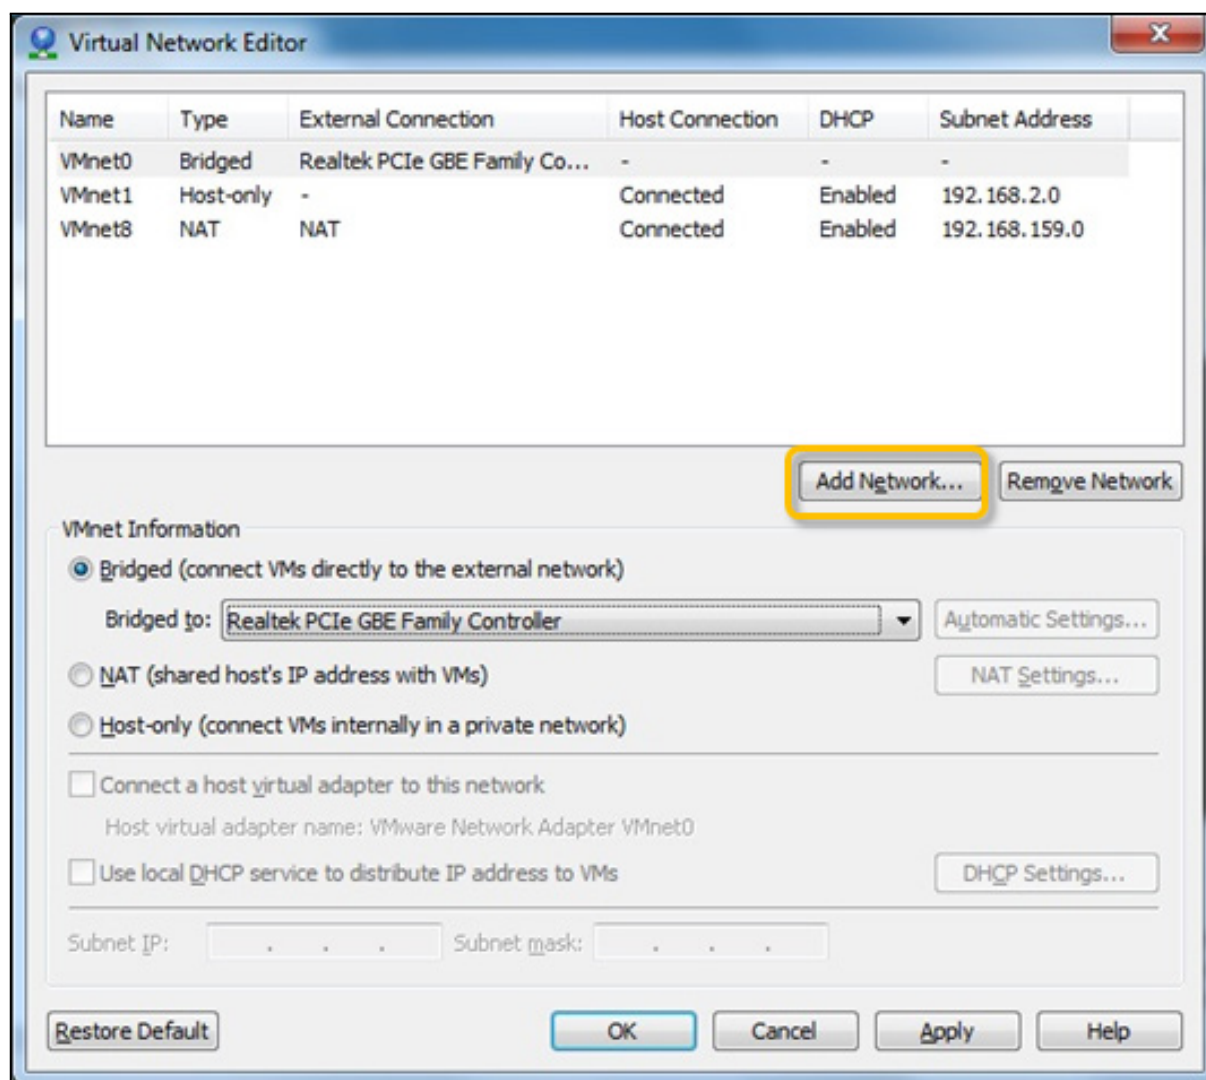 Virtual Network Editor
Name Type External Connection Host Connection DHCP Subnet Address
VMnet0 Bridged Realtek PCIe GBE Family Co... - - -
VMnet1 Host-only - Connected Enabled 192.168.2.0
VMnet8 NAT NAT Connected Enabled 192.168.159.0
Add Network... Remove Network
VMnet Information
Bridged (connect VMs directly to the external network)
Bridged to: Realtek PCIe GBE Family Controller Automatic Settings...
NAT (shared host's IP address with VMs) NAT Settings...
Host-only (connect VMs internally in a private network)
Connect a host virtual adapter to this network
Host virtual adapter name: VMware Network Adapter VMnet0
Use local DHCP service to distribute IP address to VMs DHCP Settings...
Subnet IP: . . . Subnet mask: . . .
Restore Default OK Cancel Apply Help